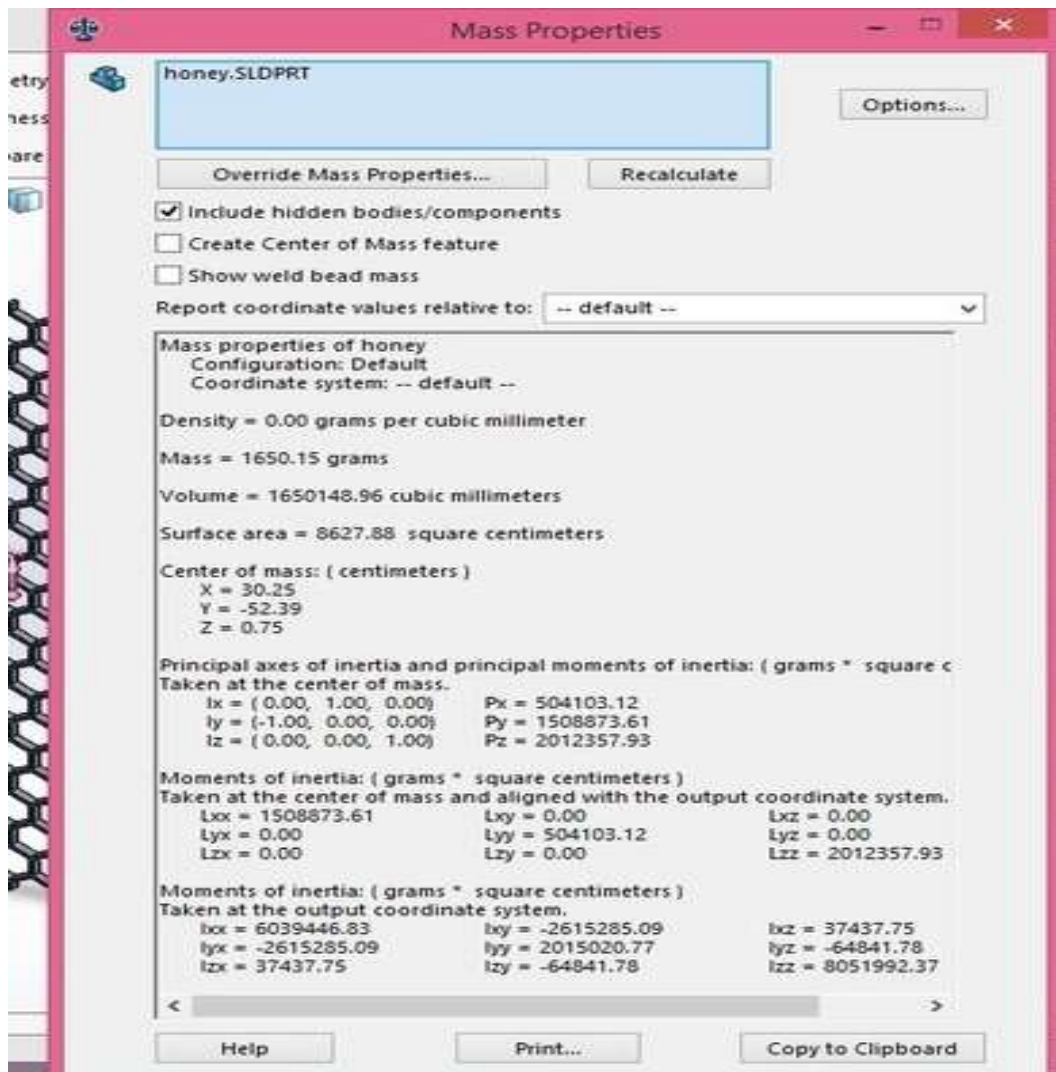 Mass Properties
etry
ness
are
honey.SLDPRT
Options...
Override Mass Properties...
Recalculate
Include hidden bodies/components
Create Center of Mass feature
Show weld bead mass
Report coordinate values relative to: -- default --
Mass properties of honey
Configuration: Default
Coordinate system: -- default --
Density = 0.00 grams per cubic millimeter
Mass = 1650.15 grams
Volume = 1650148.96 cubic millimeters
Surface area = 8627.88 square centimeters
Center of mass: ( centimeters )
X = 30.25
Y = -52.39
Z = 0.75
Principal axes of inertia and principal moments of inertia: ( grams * square c
Taken at the center of mass.
Ix = ( 0.00, 1.00, 0.00) Px = 504103.12
Iy = (-1.00, 0.00, 0.00) Py = 1508873.61
Iz = ( 0.00, 0.00, 1.00) Pz = 2012357.93
Moments of inertia: ( grams * square centimeters )
Taken at the center of mass and aligned with the output coordinate system.
Lxx = 1508873.61 Lxy = 0.00 Lxz = 0.00
Lyx = 0.00 Lyy = 504103.12 Lyz = 0.00
Lzx = 0.00 Lzy = 0.00 Lzz = 2012357.93
Moments of inertia: ( grams * square centimeters )
Taken at the output coordinate system.
Ixx = 6039446.83 Ixy = -2615285.09 Ixz = 37437.75
Iyx = -2615285.09 Iyy = 2015020.77 Iyz = -64841.78
Izx = 37437.75 Izy = -64841.78 Izz = 8051992.37
Help
Print...
Copy to Clipboard